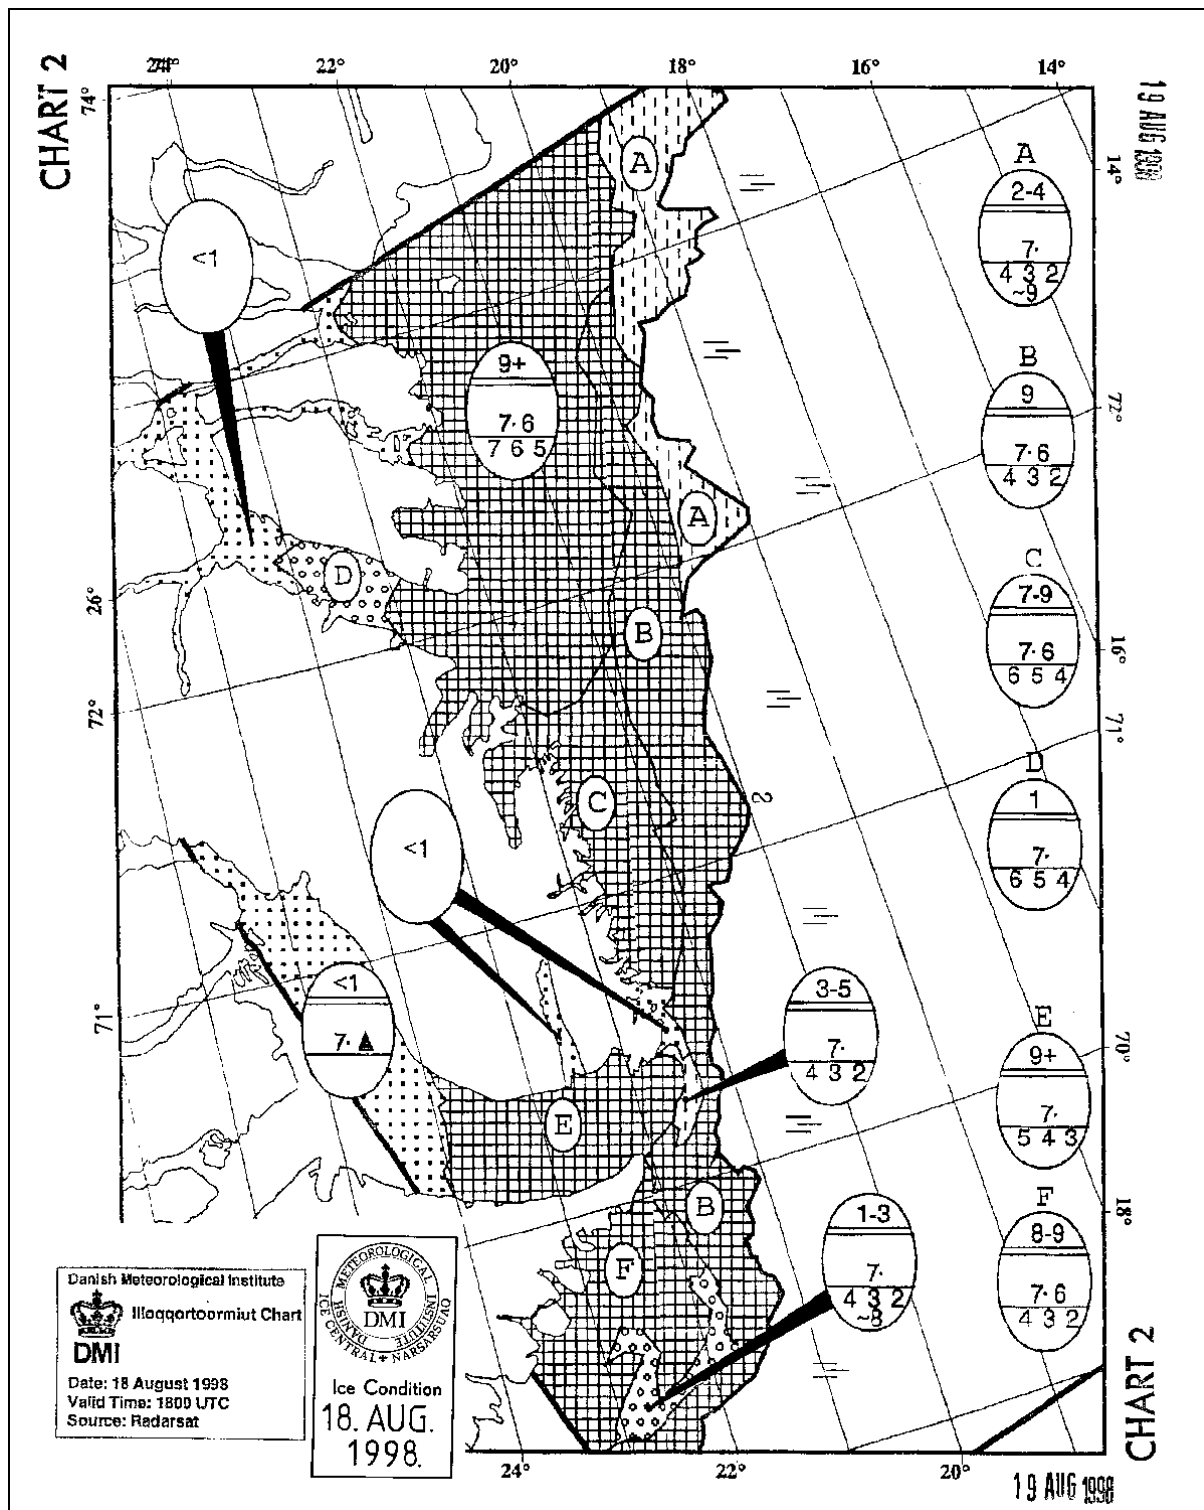 CHART 2
24° 22° 20° 18° 16° 14°
74°
19 AUG 1998
14°
A
2-4
7·
4 3 2
~9
72°
B
9
7· 6
4 3 2
C
7-9
7· 6
6 5 4
16°
71°
D
1
7·
6 5 4
70°
E
9+
7·
5 4 3
18°
F
8-9
7· 6
4 3 2
CHART 2
19 AUG 1998
<1
A
9+
7· 6
7 6 5
A
D
B
26°
72°
C
2
<1
71°
<1
7· ▲
3-5
7·
4 3 2
E
B
F
1-3
7·
4 3 2
~8
Danish Meteorological Institute
Illoqqortoormiut Chart
DMI
Date: 18 August 1998
Valid Time: 1800 UTC
Source: Radarsat
DANISH METEOROLOGICAL INSTITUTE
ICE CENTRAL + NARSARSUAQ
DMI
Ice Condition
18. AUG.
1998.
24° 22° 20°